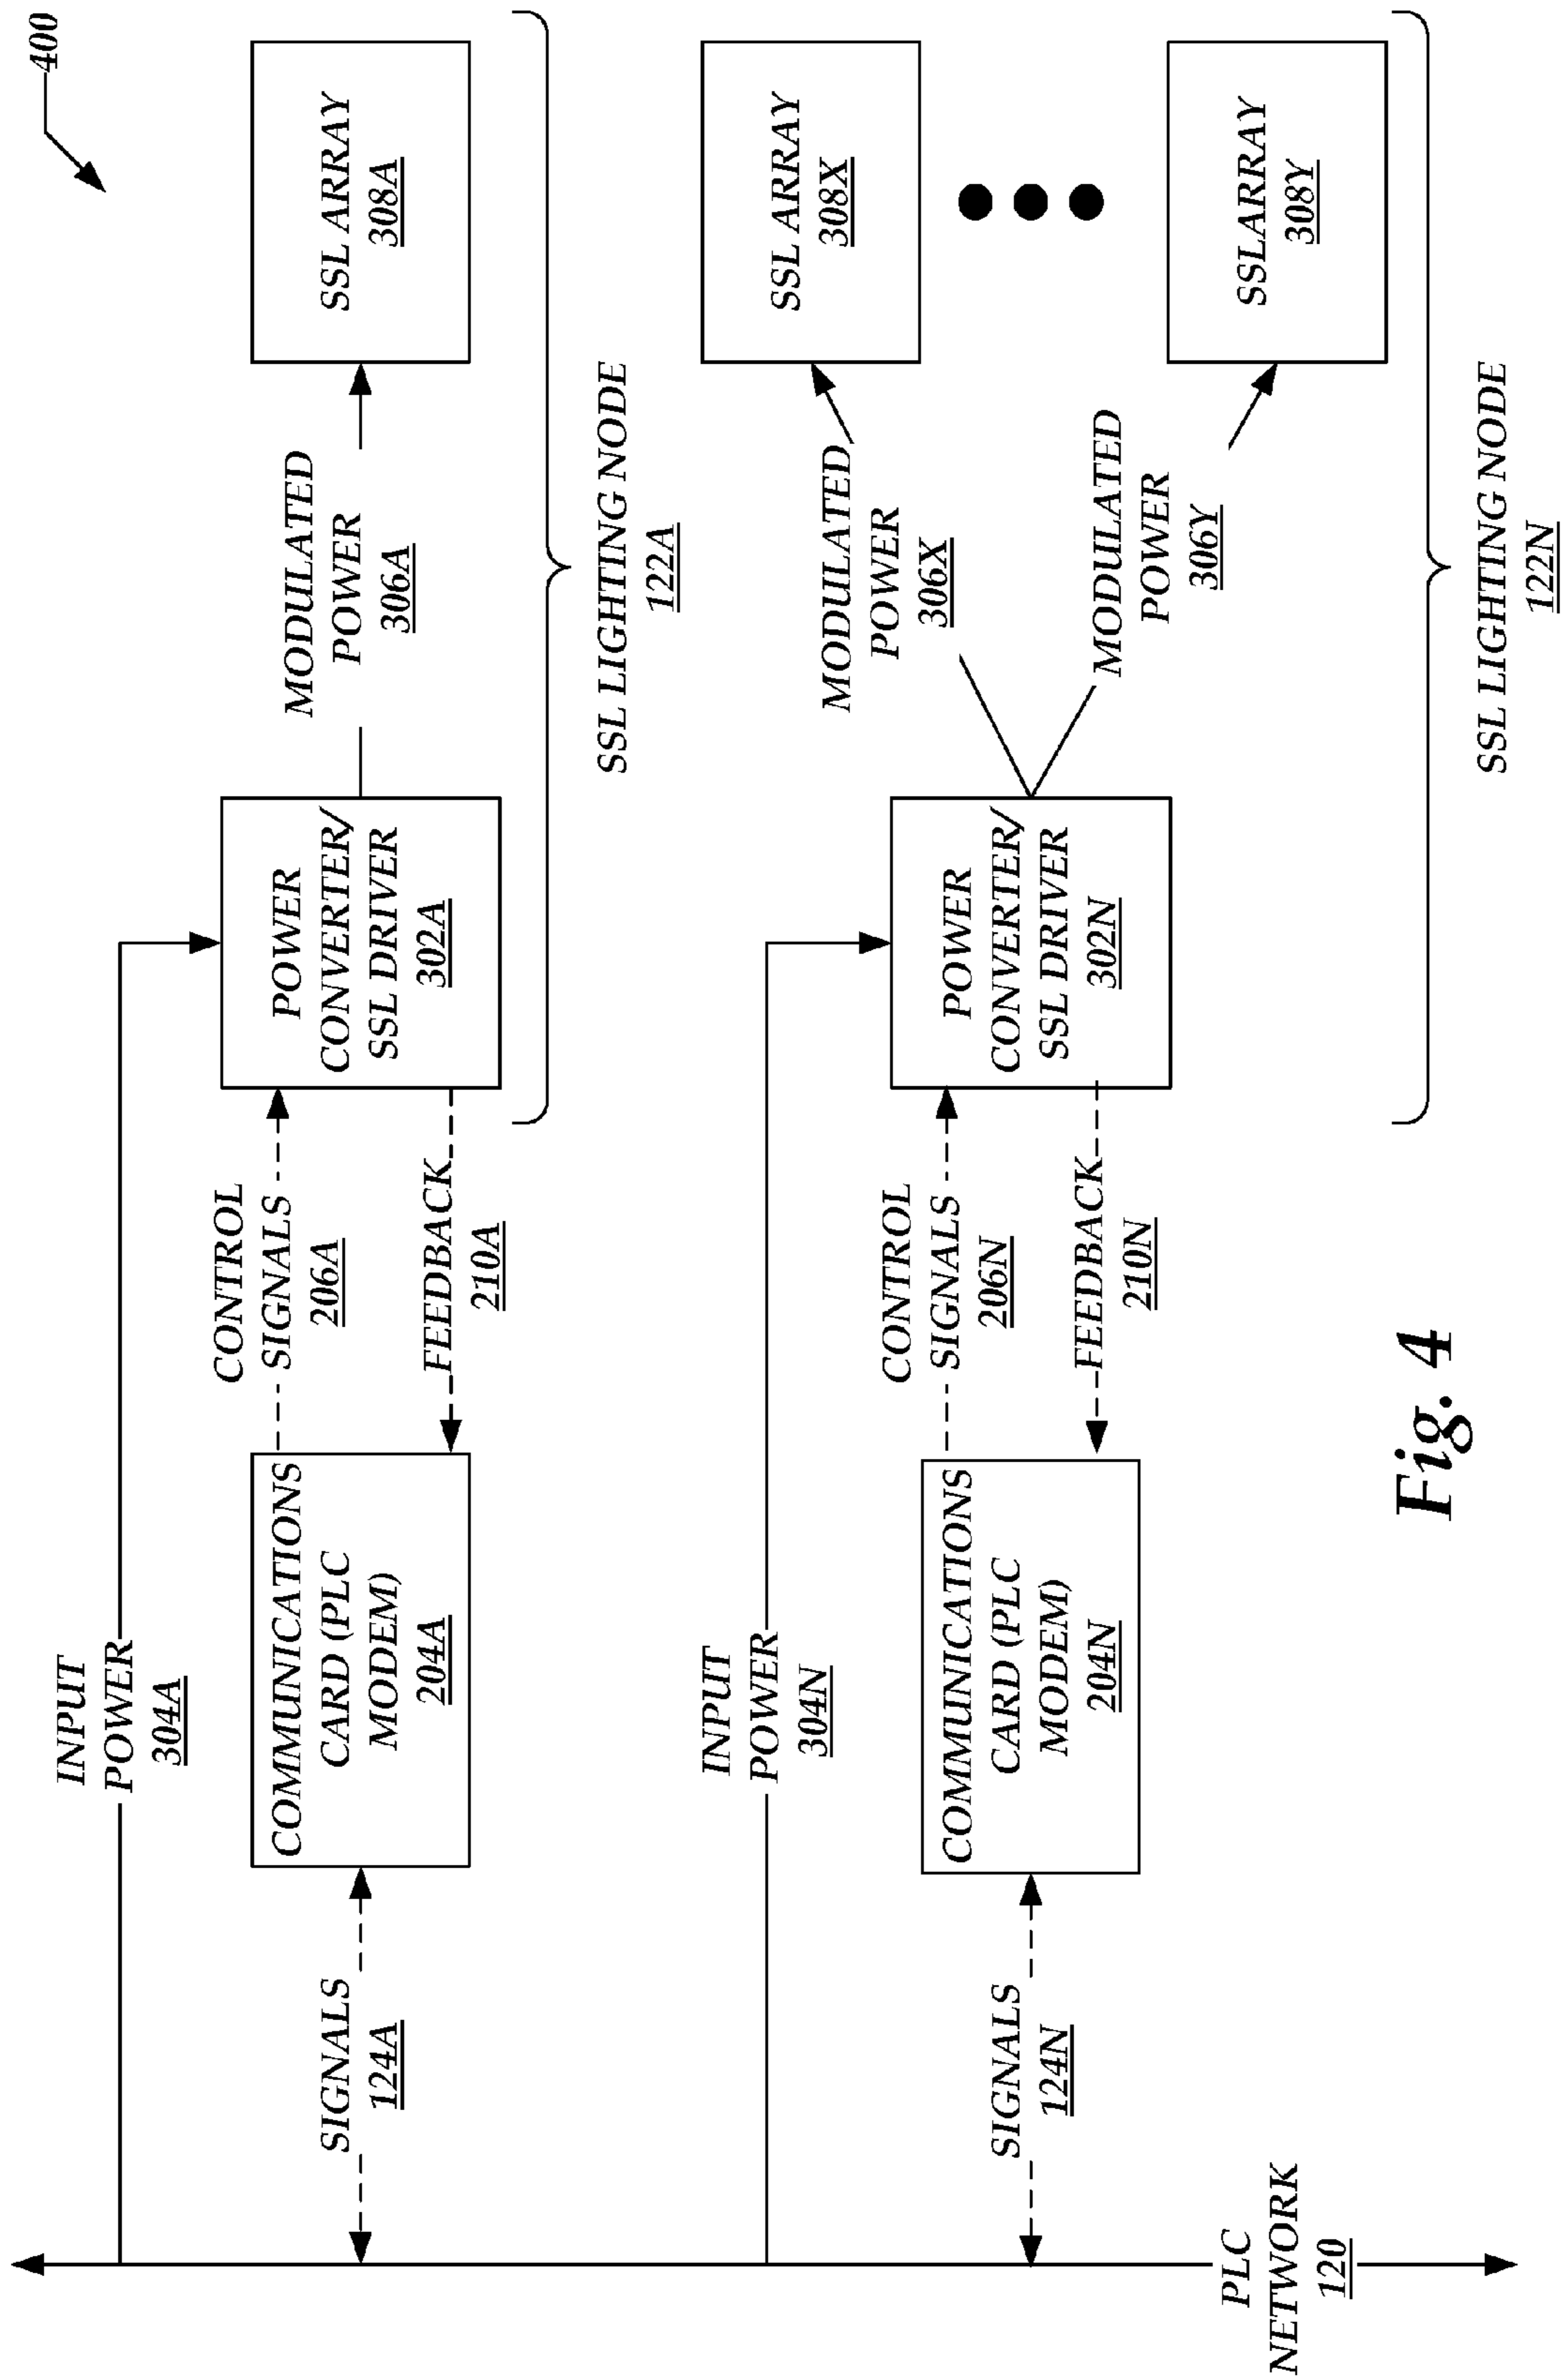 400
INPUT
POWER
304A
CONTROL
SIGNALS
206A
FEEDBACK
210A
SIGNALS
124A
COMMUNICATIONS
CARD (PLC
MODEM)
204A
POWER
CONVERTER/
SSL DRIVER
302A
MODULATED
POWER
306A
SSL ARRAY
308A
SSL LIGHTING NODE
122A
INPUT
POWER
304N
CONTROL
SIGNALS
206N
FEEDBACK
210N
SIGNALS
124N
COMMUNICATIONS
CARD (PLC
MODEM)
204N
POWER
CONVERTER/
SSL DRIVER
302N
MODULATED
POWER
306X
SSL ARRAY
308X
MODULATED
POWER
306Y
SSLARRAY
308Y
SSL LIGHTING NODE
122N
PLC
NETWORK
120
Fig. 4